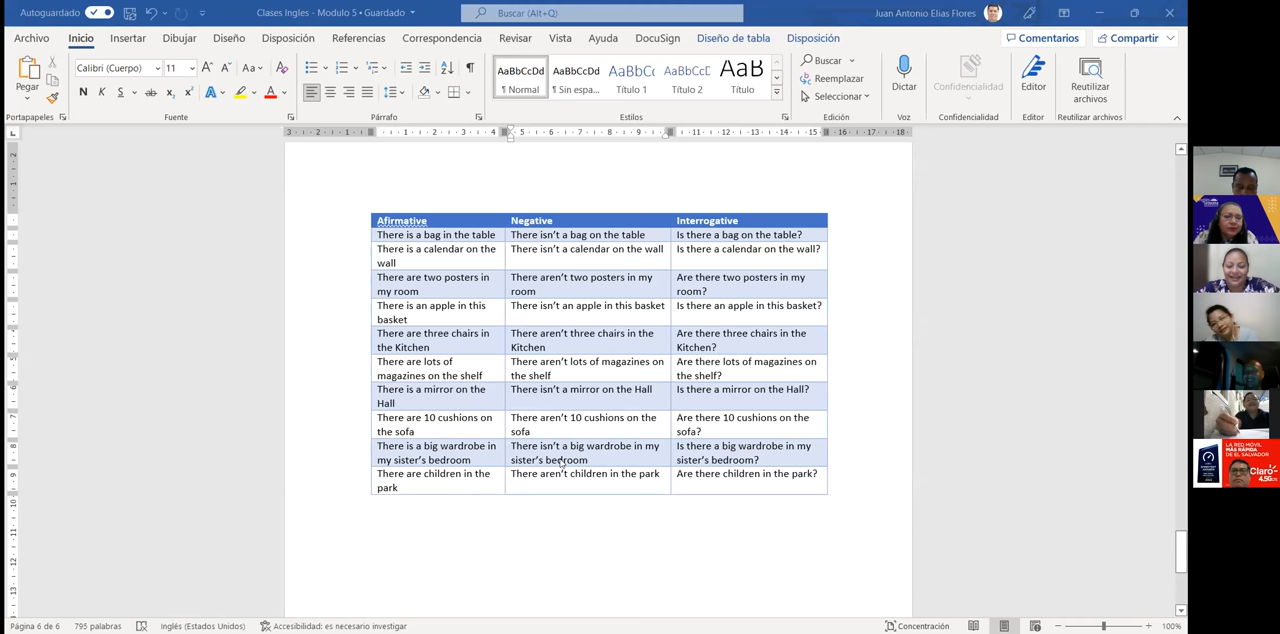 Autoguardado
Clases Ingles - Modulo 5 • Guardado
Buscar (Alt+Q)
Juan Antonio Elias Flores
Archivo Inicio Insertar Dibujar Diseño Disposición Referencias Correspondencia Revisar Vista Ayuda DocuSign Diseño de tabla Disposición
Comentarios Compartir
Calibri (Cuerpo) 11
Pegar
AaBbCcDd AaBbCcDd AaBbCc AaBbCcD AaB
¶ Normal ¶ Sin espa... Título 1 Título 2 Título
Buscar
Reemplazar
Seleccionar
Dictar Confidencialidad Editor Reutilizar archivos
Portapapeles Fuente Párrafo Estilos Edición Voz Confidencialidad Editor Reutilizar archivos
Afirmative Negative Interrogative
There is a bag in the table There isn't a bag on the table Is there a bag on the table?
There is a calendar on the There isn't a calendar on the wall Is there a calendar on the wall?
wall
There are two posters in There aren't two posters in my Are there two posters in my
my room room room?
There is an apple in this There isn't an apple in this basket Is there an apple in this basket?
basket
There are three chairs in There aren't three chairs in the Are there three chairs in the
the Kitchen Kitchen Kitchen?
There are lots of There aren't lots of magazines on Are there lots of magazines on
magazines on the shelf the shelf the shelf?
There is a mirror on the There isn't a mirror on the Hall Is there a mirror on the Hall?
Hall
There are 10 cushions on There aren't 10 cushions on the Are there 10 cushions on the
the sofa sofa sofa?
There is a big wardrobe in There isn't a big wardrobe in my Is there a big wardrobe in my
my sister's bedroom sister's bedroom sister's bedroom?
There are children in the There aren't children in the park Are there children in the park?
park
LA RED MÓVIL
MÁS RÁPIDA
DE EL SALVADOR
Claro
4.5G
Página 6 de 6 795 palabras Inglés (Estados Unidos) Accesibilidad: es necesario investigar
Concentración 100%